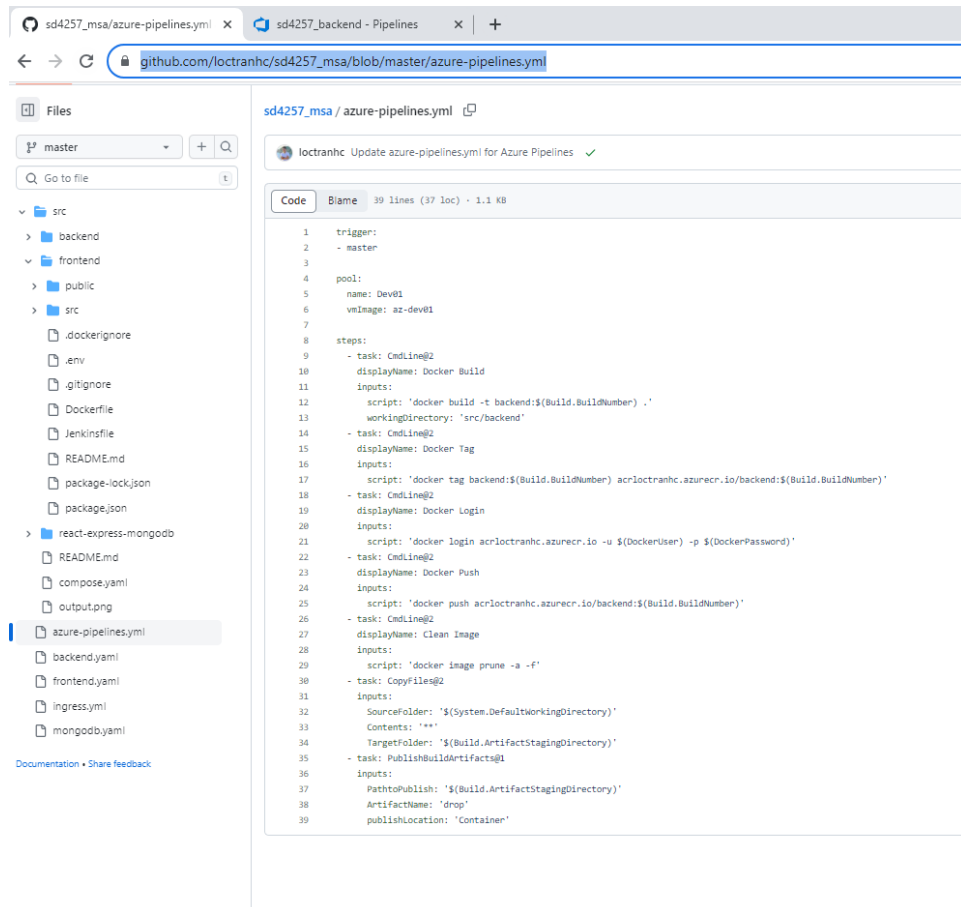 sd4257_msa/azure-pipelines.yml
sd4257_backend - Pipelines
github.com/loctranhc/sd4257_msa/blob/master/azure-pipelines.yml
Files
master
Go to file
t
src
backend
frontend
public
src
.dockerignore
.env
.gitignore
Dockerfile
Jenkinsfile
README.md
package-lock.json
package.json
react-express-mongodb
README.md
compose.yaml
output.png
azure-pipelines.yml
backend.yaml
frontend.yaml
ingress.yml
mongodb.yaml
Documentation • Share feedback
sd4257_msa / azure-pipelines.yml
loctranhc Update azure-pipelines.yml for Azure Pipelines
Code Blame 39 lines (37 loc) · 1.1 KB
1 trigger:
2 - master
3
4 pool:
5   name: Dev01
6   vmImage: az-dev01
7
8 steps:
9   - task: CmdLine@2
10     displayName: Docker Build
11     inputs:
12       script: 'docker build -t backend:$(Build.BuildNumber) .'
13       workingDirectory: 'src/backend'
14   - task: CmdLine@2
15     displayName: Docker Tag
16     inputs:
17       script: 'docker tag backend:$(Build.BuildNumber) acrloctranhc.azurecr.io/backend:$(Build.BuildNumber)'
18   - task: CmdLine@2
19     displayName: Docker Login
20     inputs:
21       script: 'docker login acrloctranhc.azurecr.io -u $(DockerUser) -p $(DockerPassword)'
22   - task: CmdLine@2
23     displayName: Docker Push
24     inputs:
25       script: 'docker push acrloctranhc.azurecr.io/backend:$(Build.BuildNumber)'
26   - task: CmdLine@2
27     displayName: Clean Image
28     inputs:
29       script: 'docker image prune -a -f'
30   - task: CopyFiles@2
31     inputs:
32       SourceFolder: '$(System.DefaultWorkingDirectory)'
33       Contents: '**'
34       TargetFolder: '$(Build.ArtifactStagingDirectory)'
35   - task: PublishBuildArtifacts@1
36     inputs:
37       PathtoPublish: '$(Build.ArtifactStagingDirectory)'
38       ArtifactName: 'drop'
39       publishLocation: 'Container'